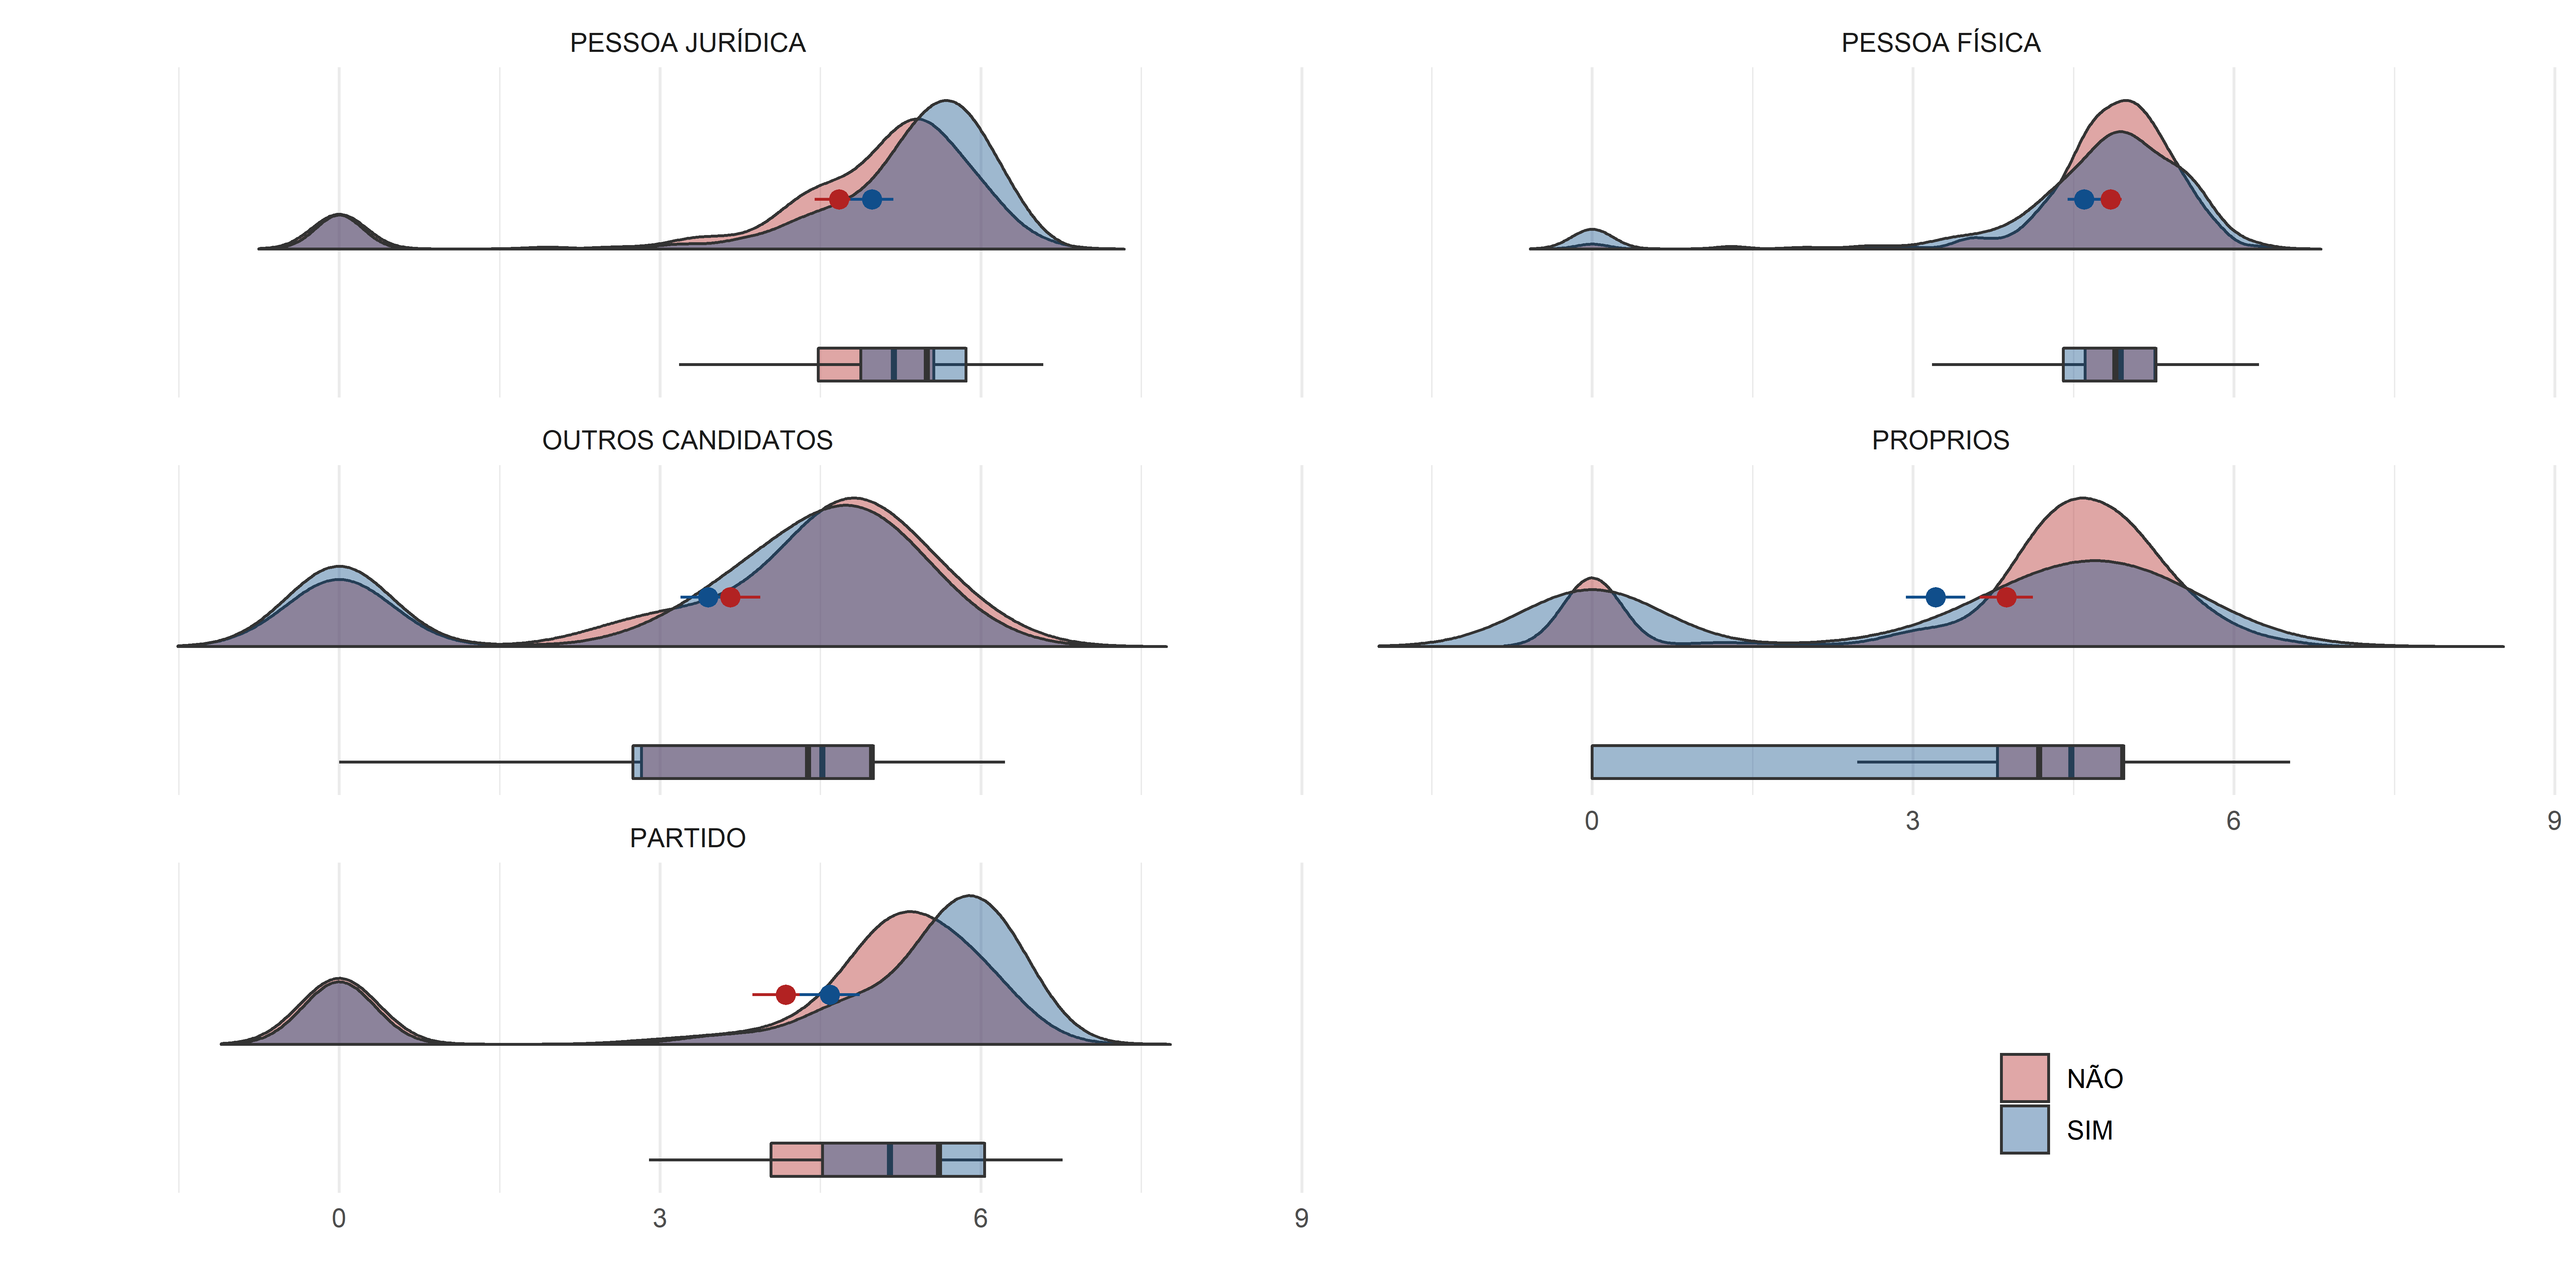 PESSOA JURÍDICA
PESSOA FÍSICA
OUTROS CANDIDATOS
PROPRIOS
0 3 6 9
PARTIDO
NÃO
SIM
0 3 6 9